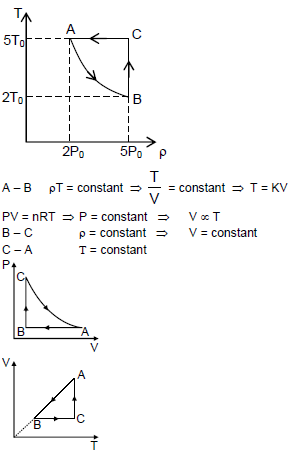 T
A
C
5T₀
2T₀
B
2P₀ 5P₀ ρ
A – B ρT = constant ⇒ T/V = constant ⇒ T = KV
PV = nRT ⇒ P = constant ⇒ V ∝ T
B – C ρ = constant ⇒ V = constant
C – A T = constant
P
C
B
A
V
V
A
B
C
T